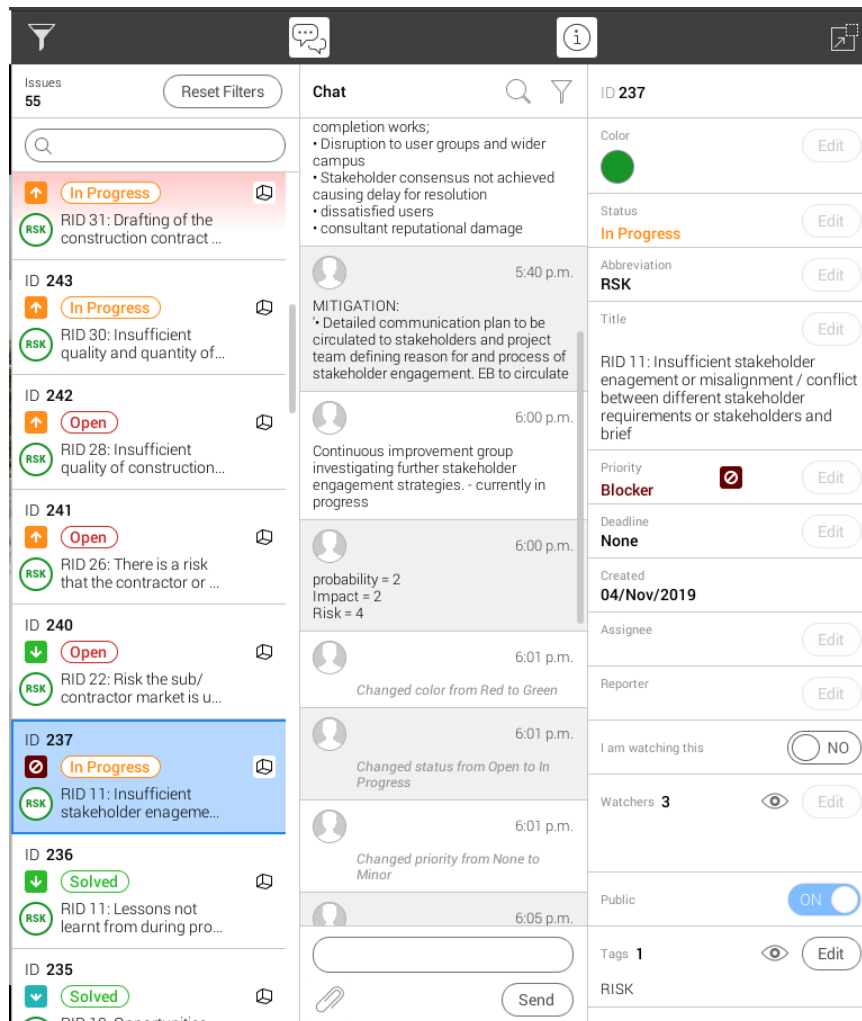 Issues
55
Reset Filters
In Progress
RSK
RID 31: Drafting of the
construction contract ...
ID 243
In Progress
RSK
RID 30: Insufficient
quality and quantity of...
ID 242
Open
RSK
RID 28: Insufficient
quality of construction...
ID 241
Open
RSK
RID 26: There is a risk
that the contractor or ...
ID 240
Open
RSK
RID 22: Risk the sub/
contractor market is u...
ID 237
In Progress
RSK
RID 11: Insufficient
stakeholder enageme...
ID 236
Solved
RSK
RID 11: Lessons not
learnt from during pro...
ID 235
Solved
Chat
completion works;
• Disruption to user groups and wider
campus
• Stakeholder consensus not achieved
causing delay for resolution
• dissatisfied users
• consultant reputational damage
5:40 p.m.
MITIGATION:
'• Detailed communication plan to be
circulated to stakeholders and project
team defining reason for and process of
stakeholder engagement. EB to circulate
6:00 p.m.
Continuous improvement group
investigating further stakeholder
engagement strategies. - currently in
progress
6:00 p.m.
probability = 2
Impact = 2
Risk = 4
6:01 p.m.
Changed color from Red to Green
6:01 p.m.
Changed status from Open to In
Progress
6:01 p.m.
Changed priority from None to
Minor
6:05 p.m.
Send
ID 237
Color
Edit
Status
In Progress
Edit
Abbreviation
RSK
Edit
Title
Edit
RID 11: Insufficient stakeholder
enagement or misalignment / conflict
between different stakeholder
requirements or stakeholders and
brief
Priority
Blocker
Edit
Deadline
None
Edit
Created
04/Nov/2019
Assignee
Edit
Reporter
Edit
I am watching this
NO
Watchers 3
Edit
Public
ON
Tags 1
Edit
RISK